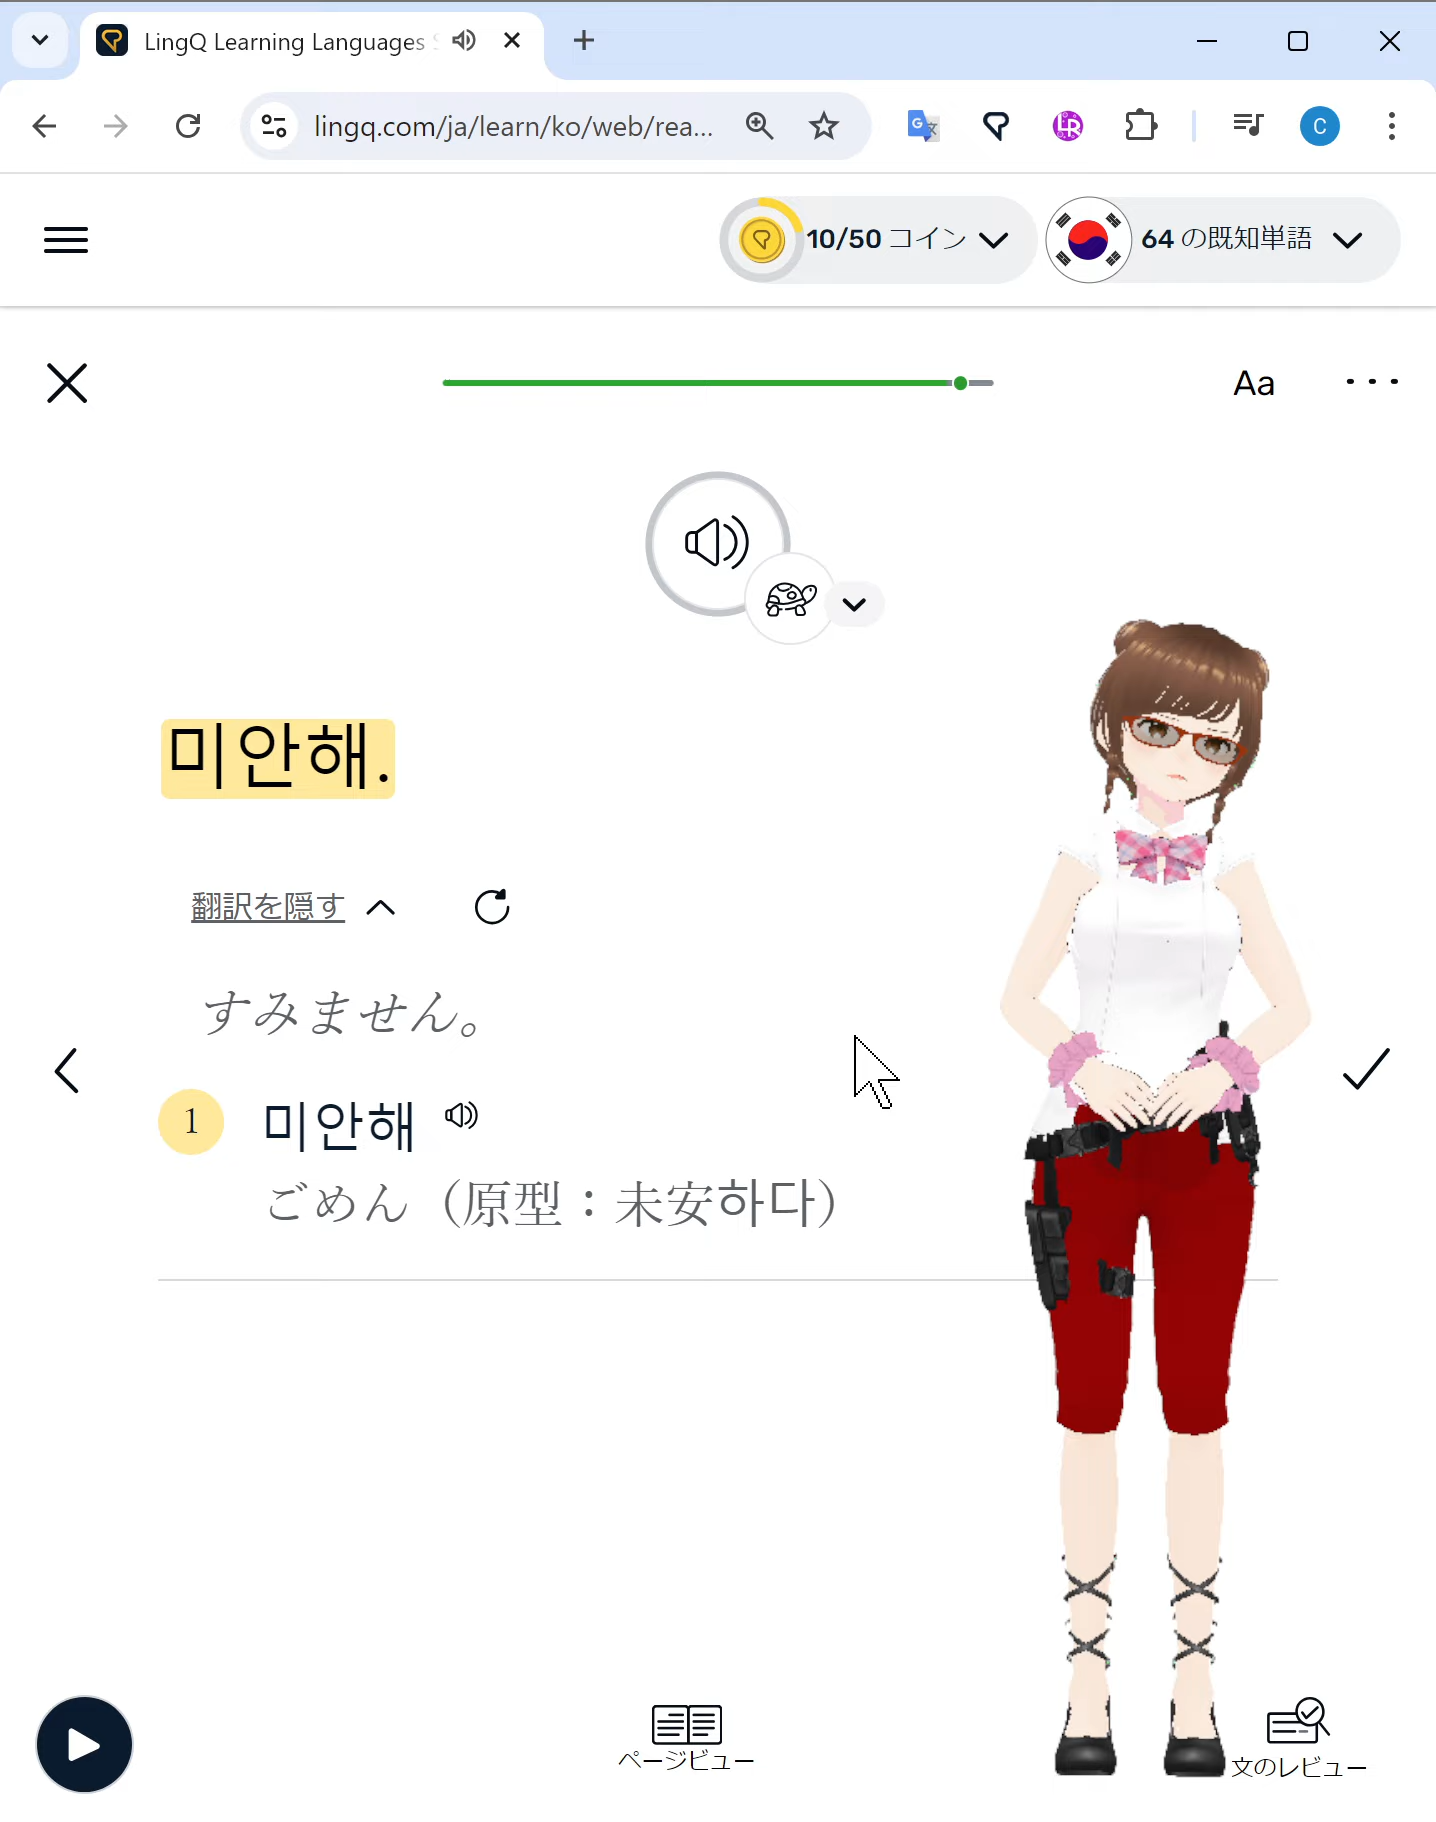 LingQ Learning Languages S
lingq.com/ja/learn/ko/web/rea...
C
10/50 コイン
64 の既知単語
Aa
미안해.
翻訳を隠す
すみません。
1 미안해
ごめん（原型：未安하다）
ページビュー
文のレビュー